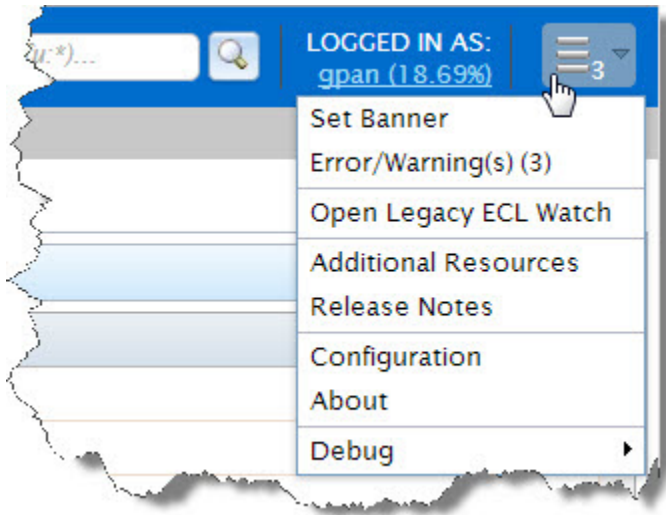 u:*)...
LOGGED IN AS:
gpan (18.69%)
3
Set Banner
Error/Warning(s) (3)
Open Legacy ECL Watch
Additional Resources
Release Notes
Configuration
About
Debug